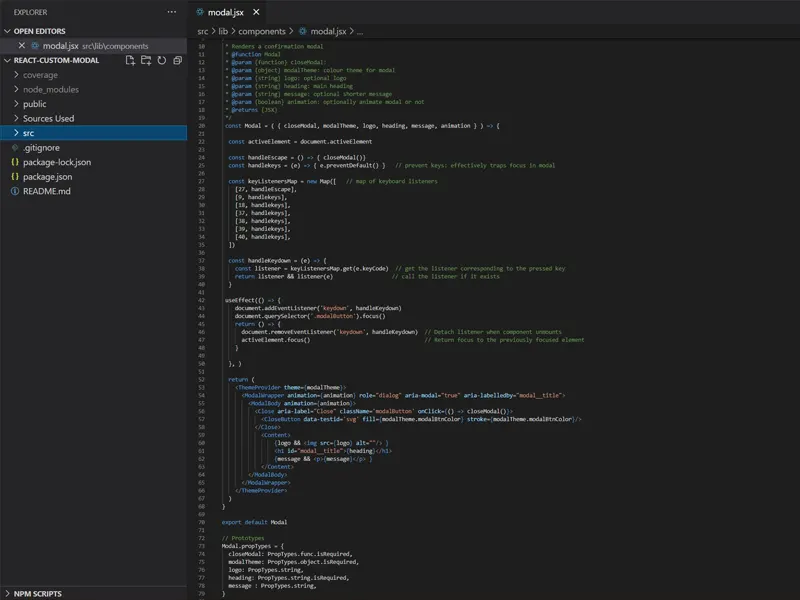 EXPLORER
...
OPEN EDITORS
modal.jsx src\lib\components
REACT-CUSTOM-MODAL
coverage
node_modules
public
Sources Used
src
.gitignore
package-lock.json
package.json
README.md
NPM SCRIPTS
modal.jsx
src > lib > components > modal.jsx > ...
10 * Renders a confirmation modal
11 * @function Modal
12 * @param {function} closeModal:
13 * @param {object} modalTheme: colour theme for modal
14 * @param {string} logo: optional logo
15 * @param {string} heading: main heading
16 * @param {string} message: optional shorter message
17 * @param {boolean} animation: optionally animate modal or not
18 * @returns {JSX}
19 */
20 const Modal = ( { closeModal, modalTheme, logo, heading, message, animation } ) => {
21
22 const activeElement = document.activeElement
23
24 const handleEscape = () => { closeModal()}
25 const handlekeys = (e) => { e.preventDefault() } // prevent keys: effectively traps focus in modal
26
27 const keyListenersMap = new Map([ // map of keyboard listeners
28 [27, handleEscape],
29 [9, handlekeys],
30 [18, handlekeys],
31 [37, handlekeys],
32 [38, handlekeys],
33 [39, handlekeys],
34 [40, handlekeys],
35 ])
36
37 const handleKeydown = (e) => {
38 const listener = keyListenersMap.get(e.keyCode) // get the listener corresponding to the pressed key
39 return listener && listener(e) // call the listener if it exists
40 }
41
42 useEffect(() => {
43 document.addEventListener('keydown', handleKeydown)
44 document.querySelector('.modalButton').focus()
45 return () => {
46 document.removeEventListener('keydown', handleKeydown) // Detach listener when component unmounts
47 activeElement.focus() // Return focus to the previously focused element
48 }
49
50 }, )
51
52 return (
53 <ThemeProvider theme={modalTheme}>
54 <ModalWrapper animation={animation} role="dialog" aria-modal="true" aria-labelledby="modal__title">
55 <ModalBody animation={animation}>
56 <Close aria-label="Close" className='modalButton' onClick={() => closeModal()}>
57 <CloseButton data-testid='svg' fill={modalTheme.modalBtnColor} stroke={modalTheme.modalBtnColor}/>
58 </Close>
59 <Content>
60 {logo && <img src={logo} alt=""/> }
61 <h1 id="modal__title">{heading}</h1>
62 {message && <p>{message}</p> }
63 </Content>
64 </ModalBody>
65 </ModalWrapper>
66 </ThemeProvider>
67 )
68 }
69
70 export default Modal
71
72 // Prototypes
73 Modal.propTypes = {
74 closeModal: PropTypes.func.isRequired,
75 modalTheme: PropTypes.object.isRequired,
76 logo: PropTypes.string,
77 heading: PropTypes.string.isRequired,
78 message : PropTypes.string,
79 }